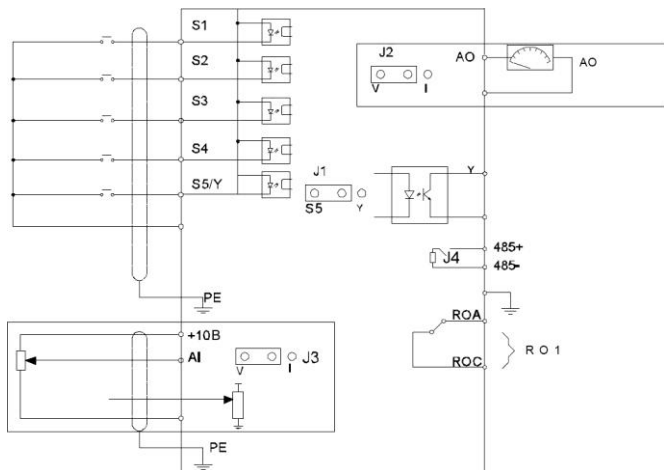 S1
S2
S3
S4
S5/Y
J1
S5 Y
J2
V I
AO
AO
Y
J4
485+
485-
PE
ROA
ROC
RO1
+10B
AI
V I
J3
PE